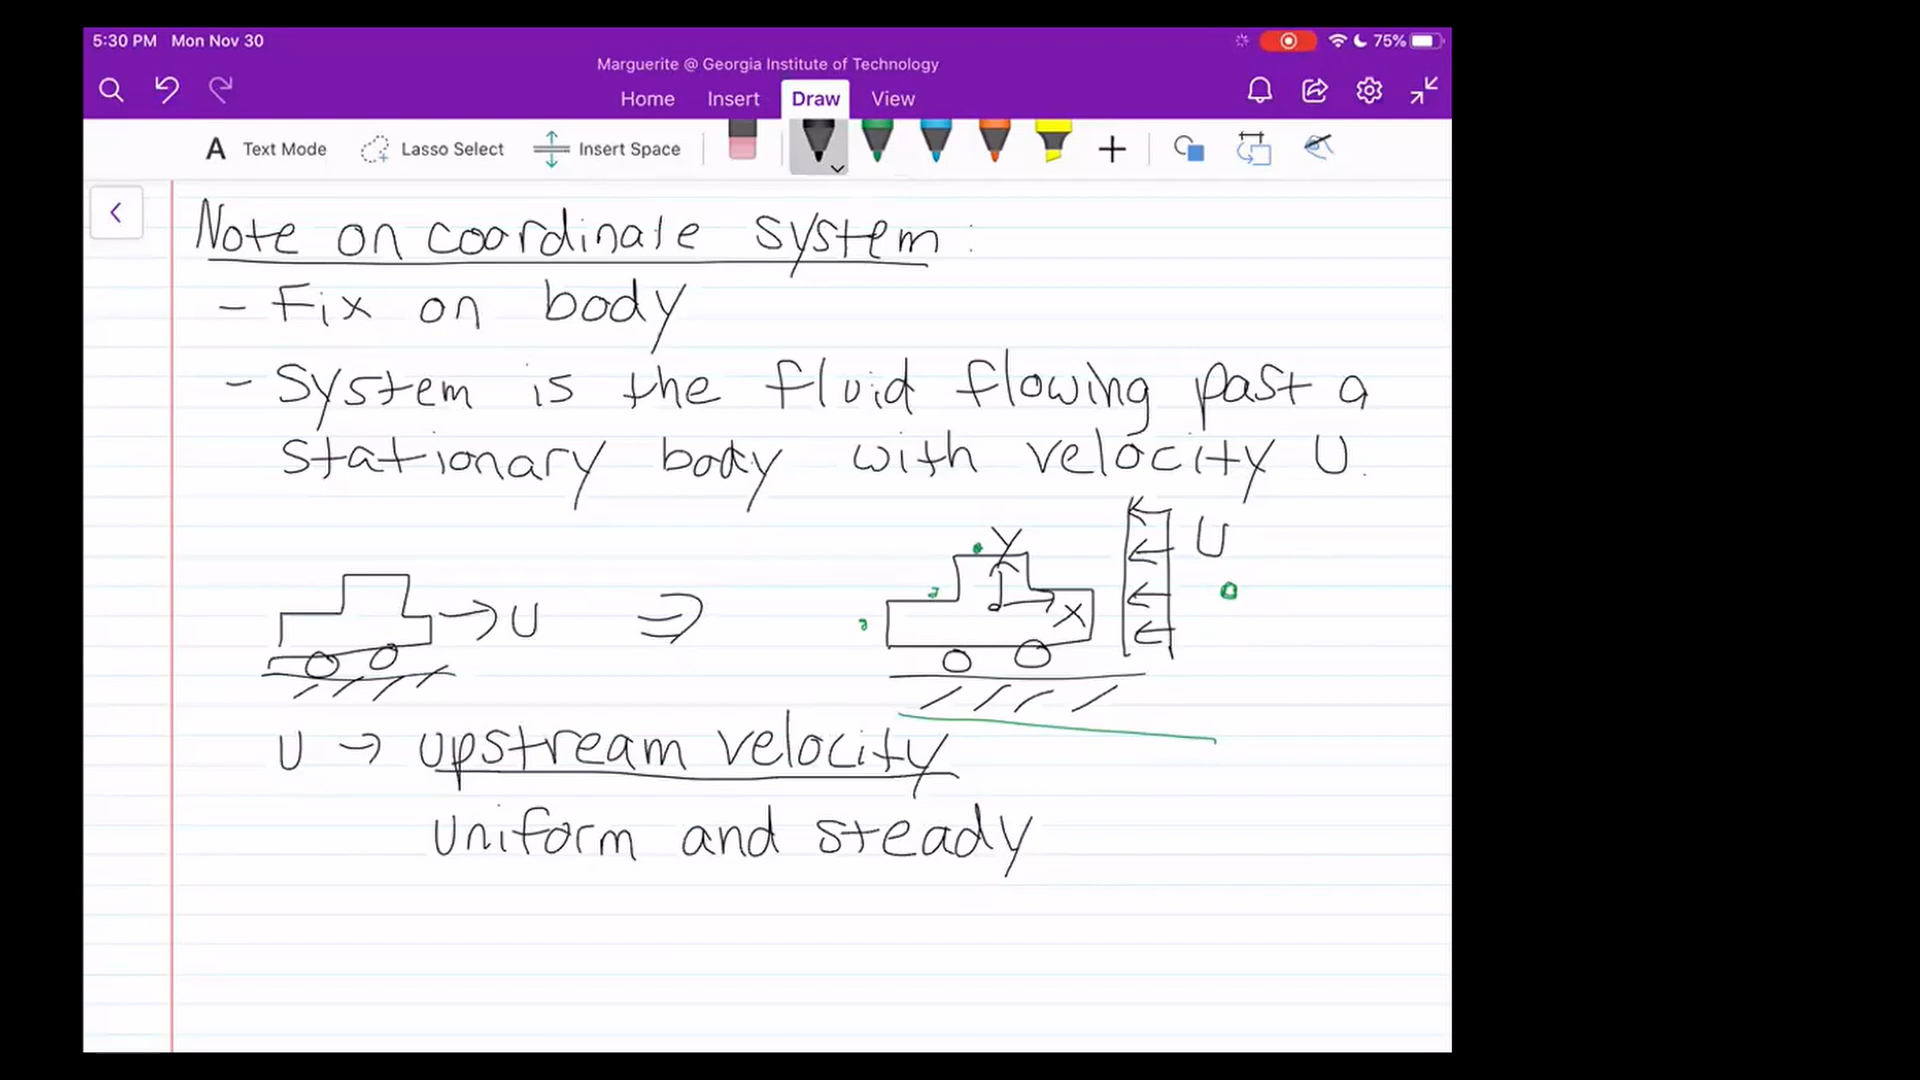 5:30 PM Mon Nov 30
75%
Marguerite @ Georgia Institute of Technology
Home Insert Draw View
A Text Mode Lasso Select Insert Space
Note on coordinate system:
- Fix on body
- System is the fluid flowing past a
stationary body with velocity U.
Y U
→ U ⇒ X
U → upstream velocity
uniform and steady